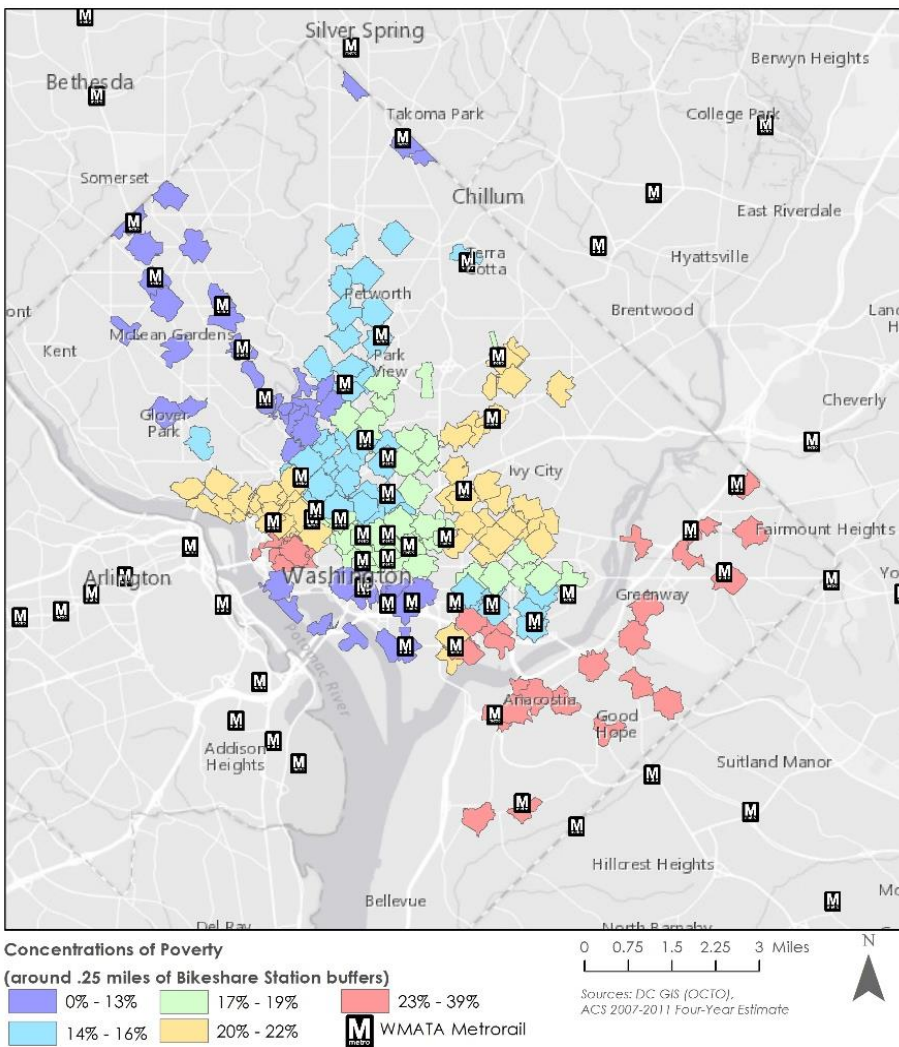 Silver Spring
Berwyn Heights
Bethesda
Takoma Park
College Park
Somerset
Chillum
East Riverdale
Terra
Cotta
Hyattsville
Petworth
Brentwood
McLean Gardens
Kent
Park
View
Glover
Park
Cheverly
Ivy City
Fairmount Heights
Arlington
Washington
Greenway
Potomac River
Anacostia
Good
Hope
Addison
Heights
Suitland Manor
Hillcrest Heights
Bellevue
Del Ray
North Barnaby
Concentrations of Poverty
(around .25 miles of Bikeshare Station buffers)
0% - 13%
17% - 19%
23% - 39%
14% - 16%
20% - 22%
M
metro
WMATA Metrorail
0 0.75 1.5 2.25 3 Miles
Sources: DC GIS (OCTO),
ACS 2007-2011 Four-Year Estimate
N